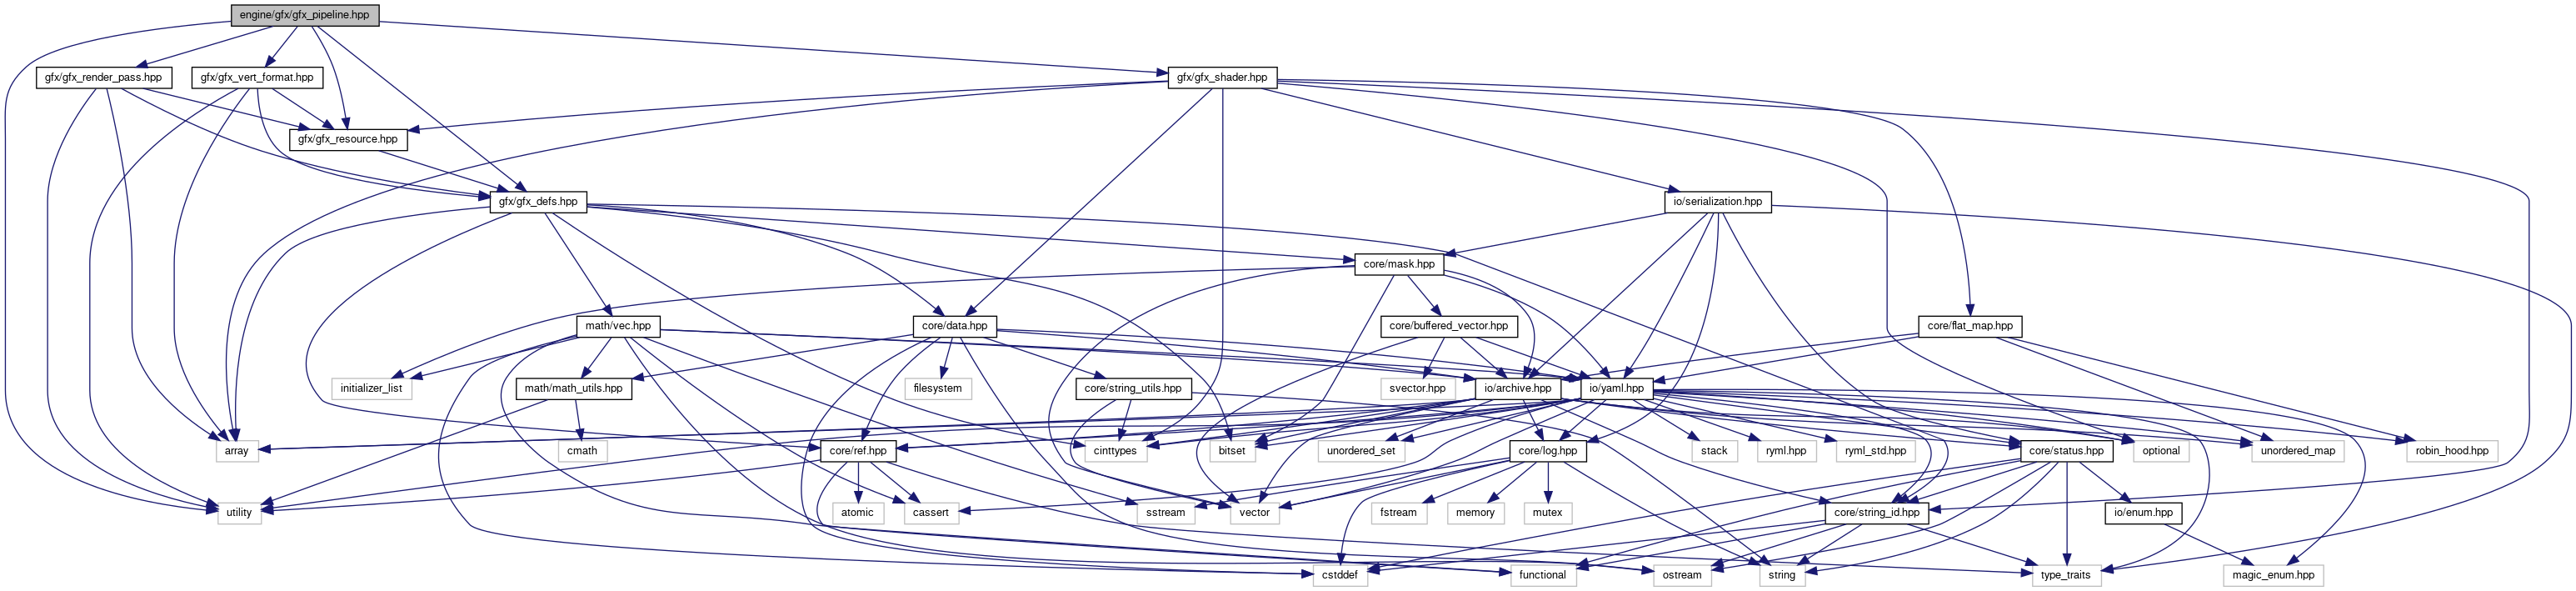 engine/gfx/gfx_pipeline.hpp
gfx/gfx_render_pass.hpp
gfx/gfx_vert_format.hpp
gfx/gfx_shader.hpp
gfx/gfx_resource.hpp
gfx/gfx_defs.hpp
io/serialization.hpp
core/mask.hpp
math/vec.hpp
core/data.hpp
core/buffered_vector.hpp
core/flat_map.hpp
initializer_list
math/math_utils.hpp
filesystem
core/string_utils.hpp
svector.hpp
io/archive.hpp
io/yaml.hpp
array
cmath
core/ref.hpp
cinttypes
bitset
unordered_set
core/log.hpp
stack
ryml.hpp
ryml_std.hpp
core/status.hpp
optional
unordered_map
robin_hood.hpp
utility
atomic
cassert
sstream
vector
fstream
memory
mutex
core/string_id.hpp
io/enum.hpp
cstddef
functional
ostream
string
type_traits
magic_enum.hpp